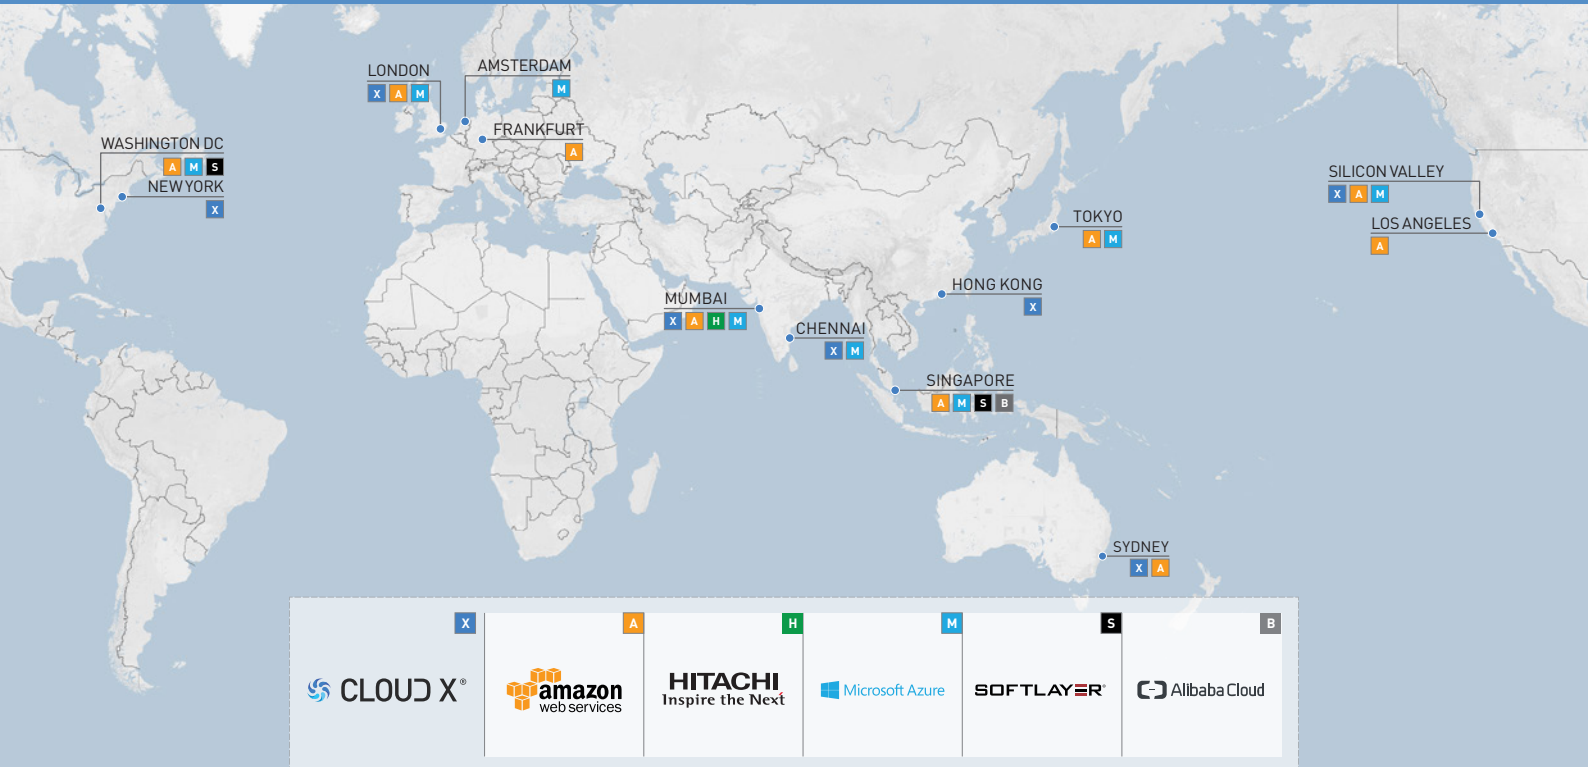 LONDON
X A M
AMSTERDAM
M
FRANKFURT
A
WASHINGTON DC
A M S
NEW YORK
X
SILICON VALLEY
X A M
LOS ANGELES
A
TOKYO
A M
HONG KONG
X
MUMBAI
X A H M
CHENNAI
X M
SINGAPORE
A M S B
SYDNEY
X A
X
CLOUD X®
A
amazon
web services
H
HITACHI
Inspire the Next
M
Microsoft Azure
S
SOFTLAYER®
B
Alibaba Cloud